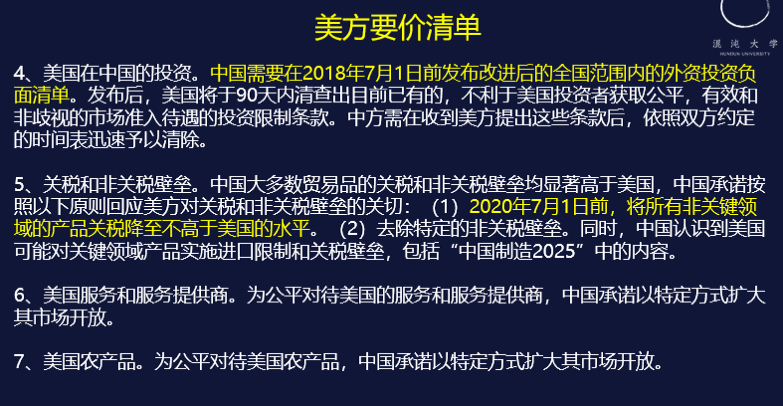 美方要价清单
混沌大学
HUNDUN UNIVERSITY
4、美国在中国的投资。中国需要在2018年7月1日前发布改进后的全国范围内的外资投资负
面清单。发布后，美国将于90天内清查出目前已有的，不利于美国投资者获取公平，有效和
非歧视的市场准入待遇的投资限制条款。中方需在收到美方提出这些条款后，依照双方约定
的时间表迅速予以清除。
5、关税和非关税壁垒。中国大多数贸易品的关税和非关税壁垒均显著高于美国，中国承诺按
照以下原则回应美方对关税和非关税壁垒的关切：（1）2020年7月1日前，将所有非关键领
域的产品关税降至不高于美国的水平。（2）去除特定的非关税壁垒。同时，中国认识到美国
可能对关键领域产品实施进口限制和关税壁垒，包括“中国制造2025”中的内容。
6、美国服务和服务提供商。为公平对待美国的服务和服务提供商，中国承诺以特定方式扩大
其市场开放。
7、美国农产品。为公平对待美国农产品，中国承诺以特定方式扩大其市场开放。